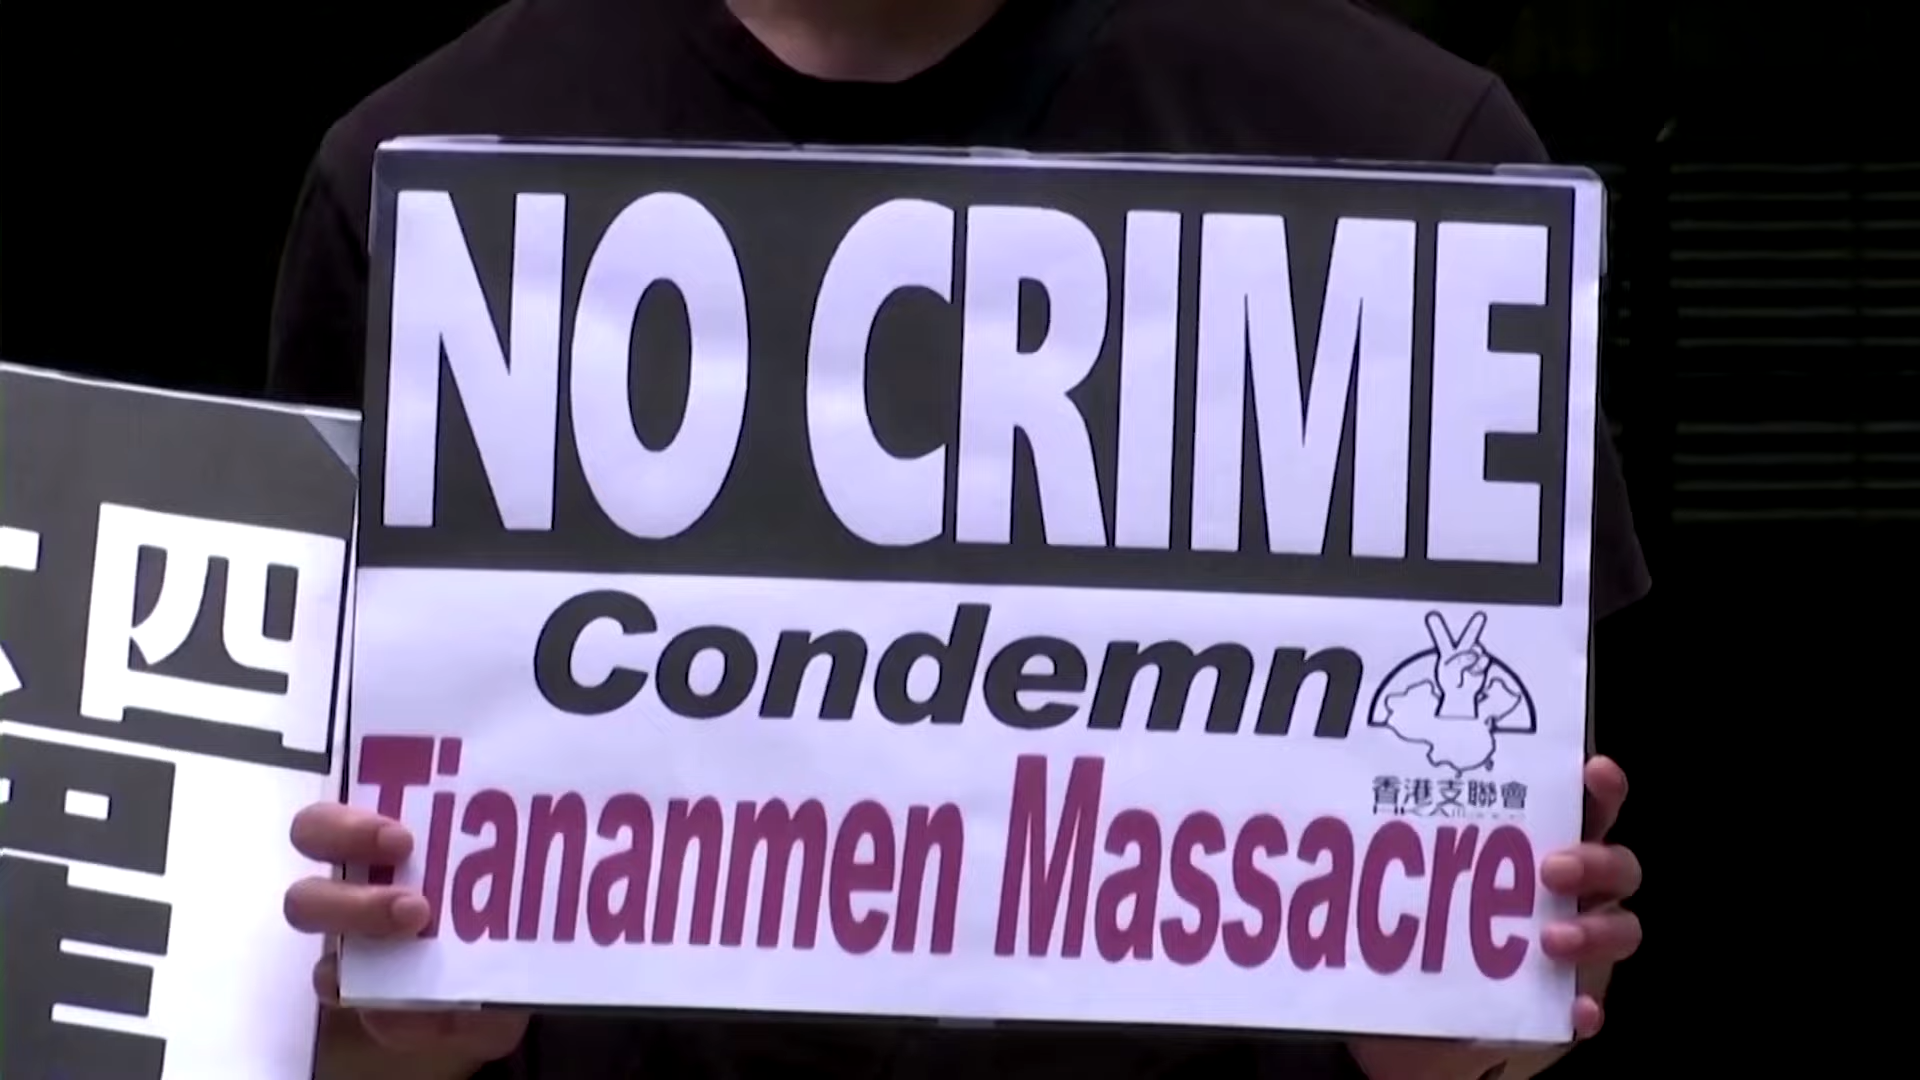 NO CRIME
Condemn
Tiananmen Massacre
香港支聯會
四